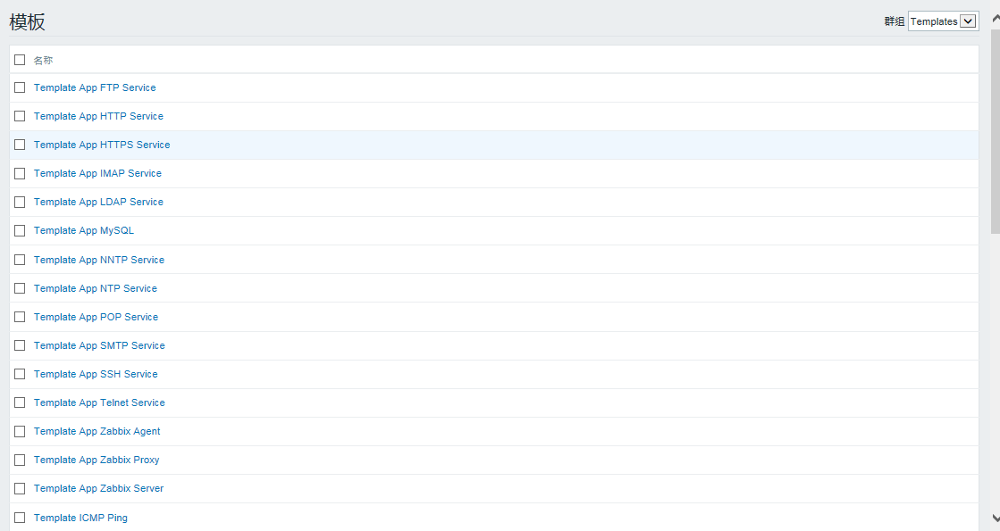 模板
群组 Templates
名称
Template App FTP Service
Template App HTTP Service
Template App HTTPS Service
Template App IMAP Service
Template App LDAP Service
Template App MySQL
Template App NNTP Service
Template App NTP Service
Template App POP Service
Template App SMTP Service
Template App SSH Service
Template App Telnet Service
Template App Zabbix Agent
Template App Zabbix Proxy
Template App Zabbix Server
Template ICMP Ping